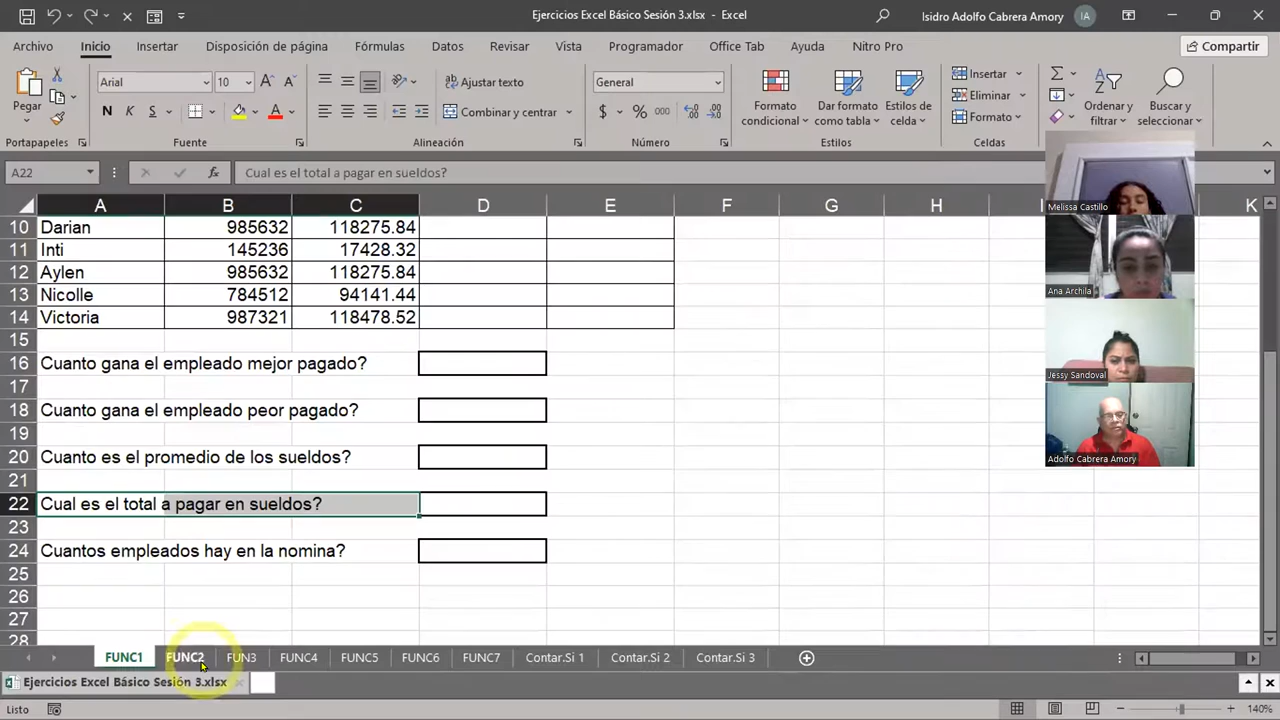 Ejercicios Excel Básico Sesión 3.xlsx - Excel
Isidro Adolfo Cabrera Amory
IA
Archivo Inicio Insertar Disposición de página Fórmulas Datos Revisar Vista Programador Office Tab Ayuda Nitro Pro Compartir
Pegar
Arial 10
N K S
Ajustar texto
Combinar y centrar
General
$ % 000
Formato condicional
Dar formato como tabla
Estilos de celda
Insertar
Eliminar
Formato
Ordenar y filtrar
Buscar y seleccionar
Portapapeles Fuente Alineación Número Estilos Celdas
A22 fx Cual es el total a pagar en sueldos?
A B C D E F G H I K
10 Darian 985632 118275.84
11 Inti 145236 17428.32
12 Aylen 985632 118275.84
13 Nicolle 784512 94141.44
14 Victoria 987321 118478.52
15
16 Cuanto gana el empleado mejor pagado?
17
18 Cuanto gana el empleado peor pagado?
19
20 Cuanto es el promedio de los sueldos?
21
22 Cual es el total a pagar en sueldos?
23
24 Cuantos empleados hay en la nomina?
25
26
27
28
Melissa Castillo
Ana Archila
Jessy Sandoval
Adolfo Cabrera Amory
FUNC1 FUNC2 FUN3 FUNC4 FUNC5 FUNC6 FUNC7 Contar.Si 1 Contar.Si 2 Contar.Si 3
Ejercicios Excel Básico Sesión 3.xlsx
Listo
140%